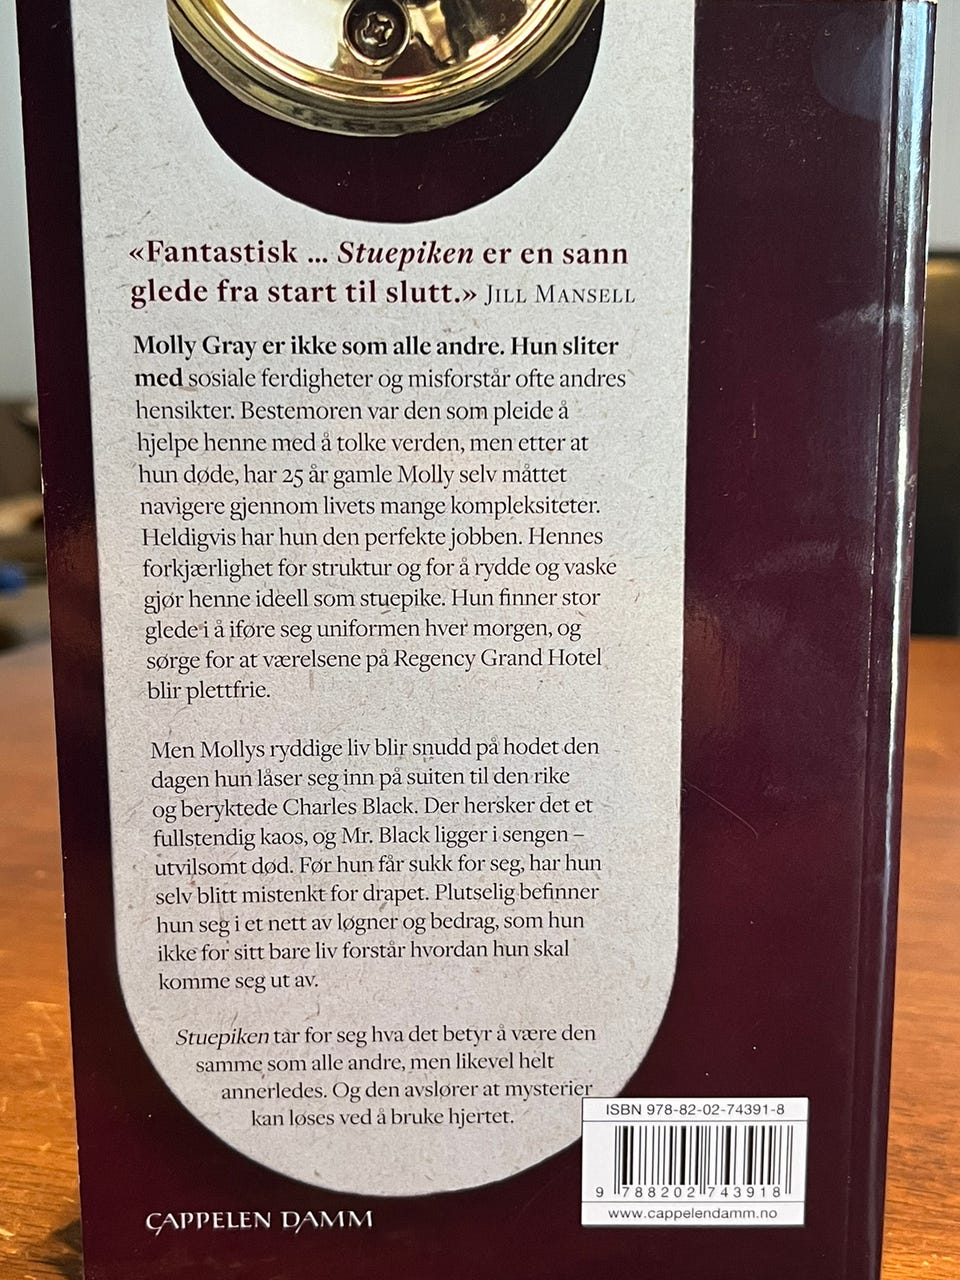 «Fantastisk ... Stuepiken er en sann
glede fra start til slutt.» JILL MANSELL
Molly Gray er ikke som alle andre. Hun sliter
med sosiale ferdigheter og misforstår ofte andres
hensikter. Bestemoren var den som pleide å
hjelpe henne med å tolke verden, men etter at
hun døde, har 25 år gamle Molly selv måttet
navigere gjennom livets mange kompleksiteter.
Heldigvis har hun den perfekte jobben. Hennes
forkjærlighet for struktur og for å rydde og vaske
gjør henne ideell som stuepike. Hun finner stor
glede i å iføre seg uniformen hver morgen, og
sørge for at værelsene på Regency Grand Hotel
blir plettfrie.
Men Mollys ryddige liv blir snudd på hodet den
dagen hun låser seg inn på suiten til den rike
og beryktede Charles Black. Der hersker det et
fullstendig kaos, og Mr. Black ligger i sengen –
utvilsomt død. Før hun får sukk for seg, har hun
selv blitt mistenkt for drapet. Plutselig befinner
hun seg i et nett av løgner og bedrag, som hun
ikke for sitt bare liv forstår hvordan hun skal
komme seg ut av.
Stuepiken tar for seg hva det betyr å være den
samme som alle andre, men likevel helt
annerledes. Og den avslører at mysterier
kan løses ved å bruke hjertet.
ISBN 978-82-02-74391-8
9 788202 743918
www.cappelendamm.no
CAPPELEN DAMM